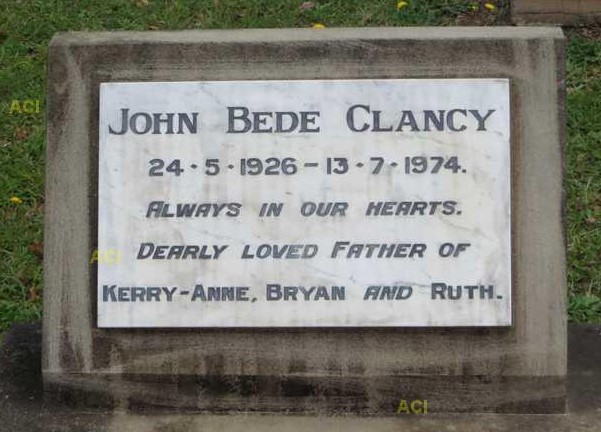 JOHN BEDE CLANCY
24·5·1926–13·7·1974.
ALWAYS IN OUR HEARTS.
DEARLY LOVED FATHER OF
KERRY-ANNE, BRYAN AND RUTH.
ACI
ACI
ACI